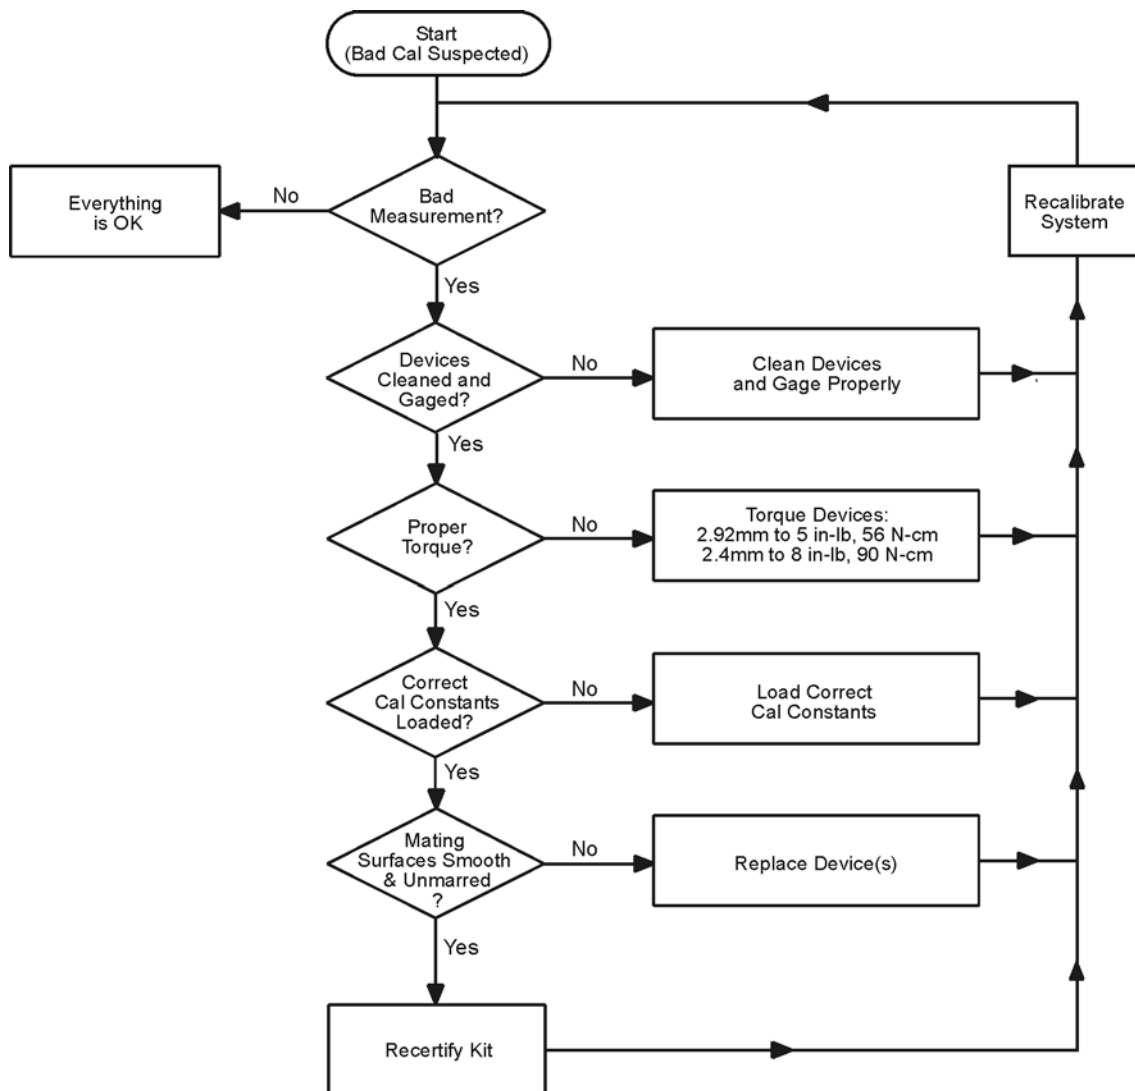 Start
(Bad Cal Suspected)
Bad
Measurement?
No
Everything
is OK
Recalibrate
System
Yes
Devices
Cleaned and
Gaged?
No
Clean Devices
and Gage Properly
Yes
Proper
Torque?
No
Torque Devices:
2.92mm to 5 in-lb, 56 N-cm
2.4mm to 8 in-lb, 90 N-cm
Yes
Correct
Cal Constants
Loaded?
No
Load Correct
Cal Constants
Yes
Mating
Surfaces Smooth
& Unmarred
?
No
Replace Device(s)
Yes
Recertify Kit